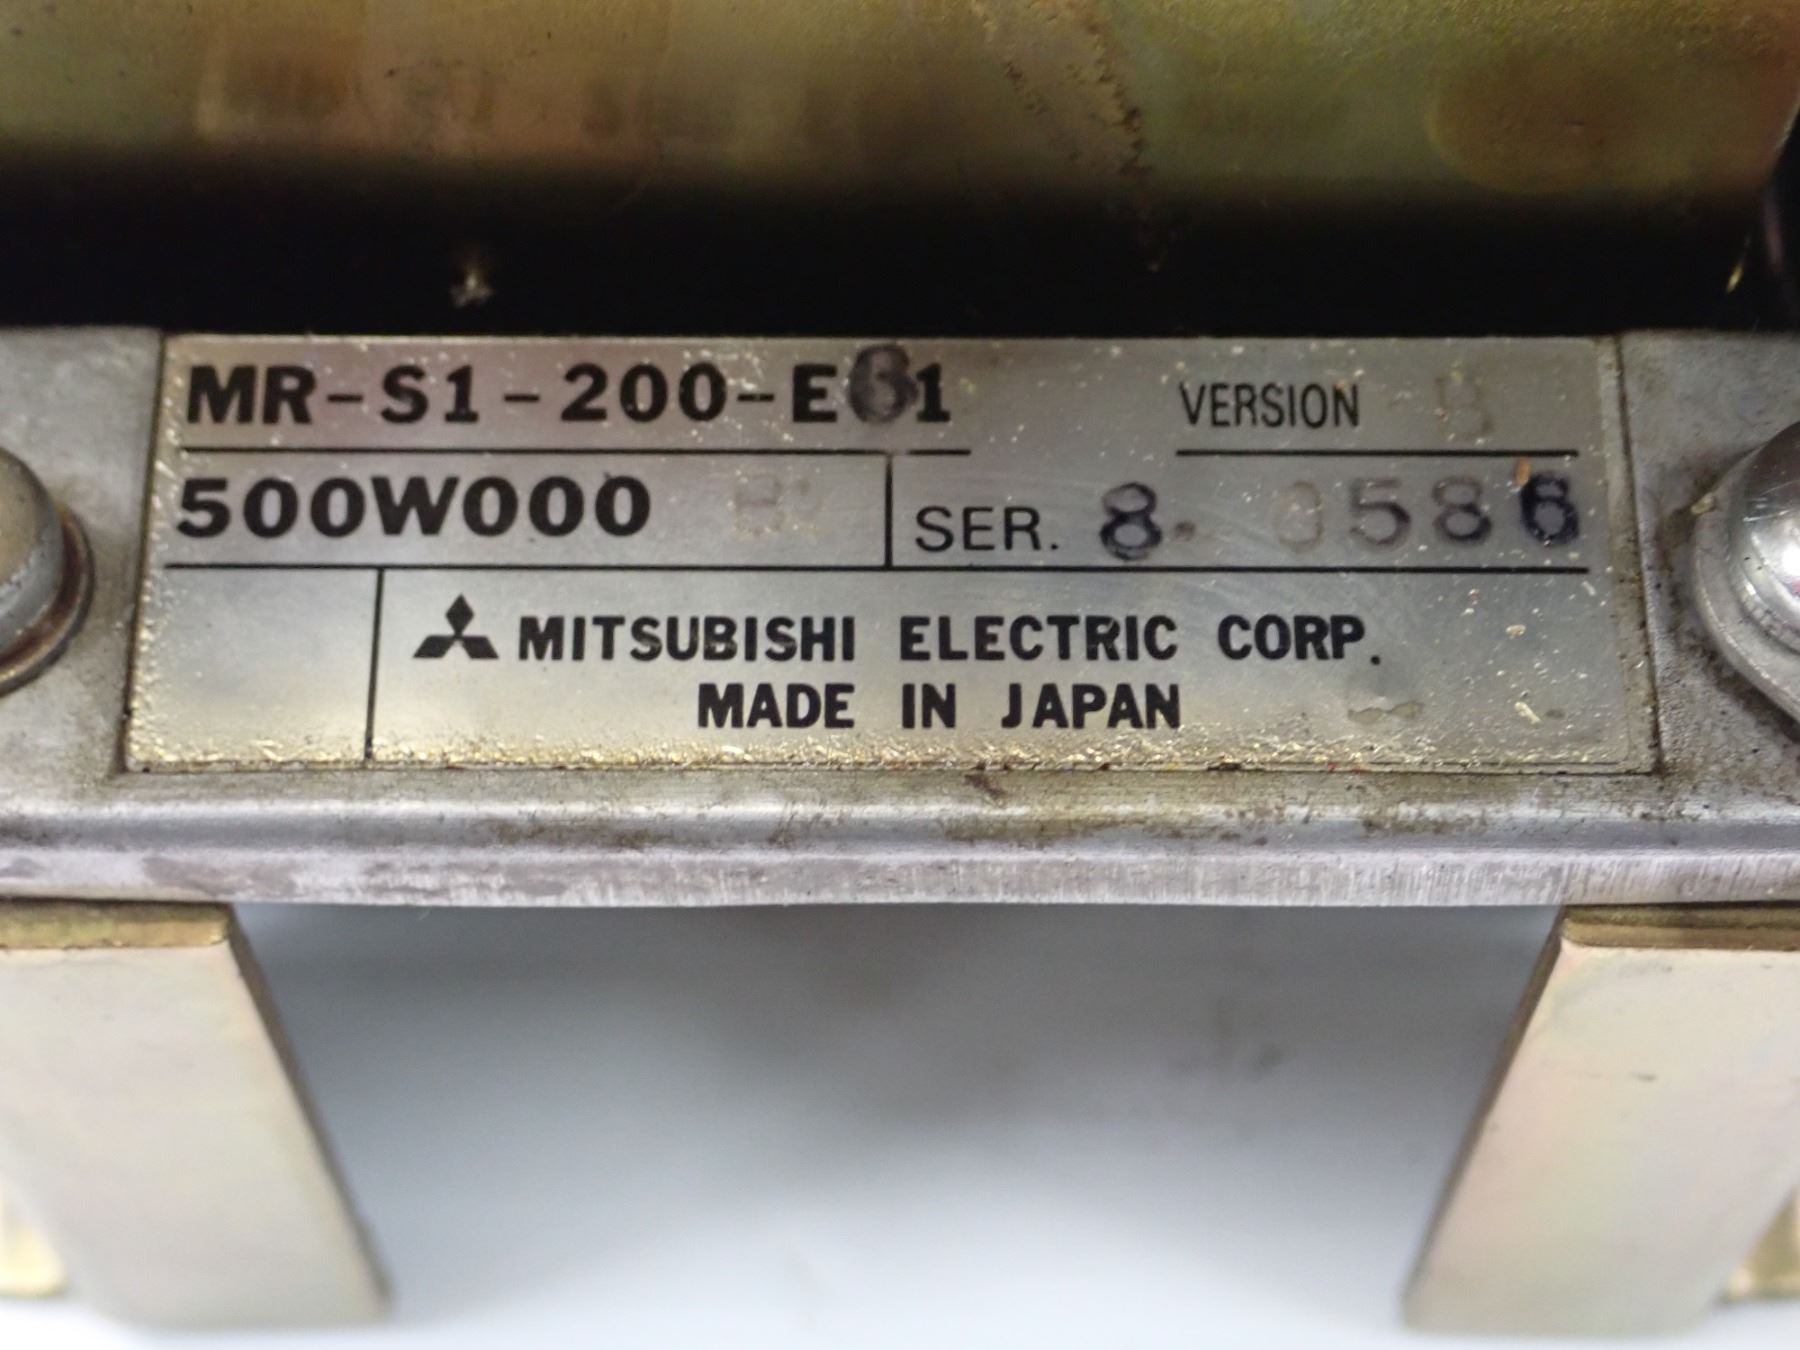 MR-S1-200-E61 VERSION B
500W000 SER. 8. 0586
MITSUBISHI ELECTRIC CORP.
MADE IN JAPAN